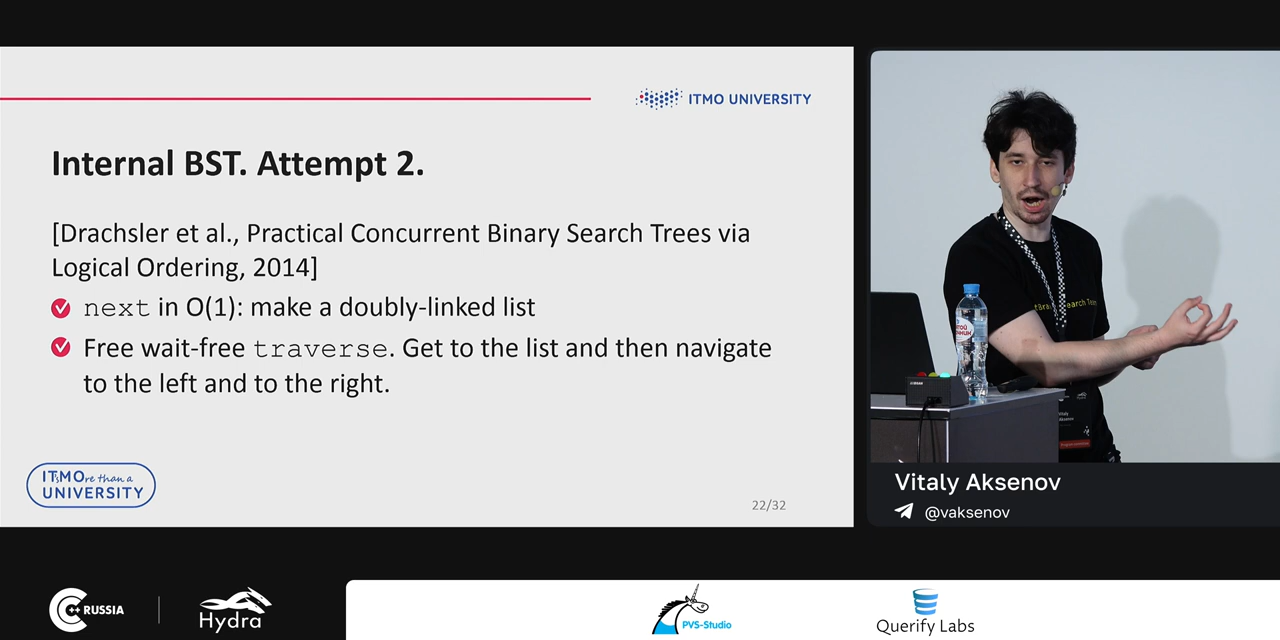 ITMO UNIVERSITY
Internal BST. Attempt 2.
[Drachsler et al., Practical Concurrent Binary Search Trees via
Logical Ordering, 2014]
next in O(1): make a doubly-linked list
Free wait-free traverse. Get to the list and then navigate
to the left and to the right.
IT'sMOre than a
UNIVERSITY
22/32
Vitaly Aksenov
@vaksenov
C++ RUSSIA
Hydra
PVS-Studio
Querify Labs